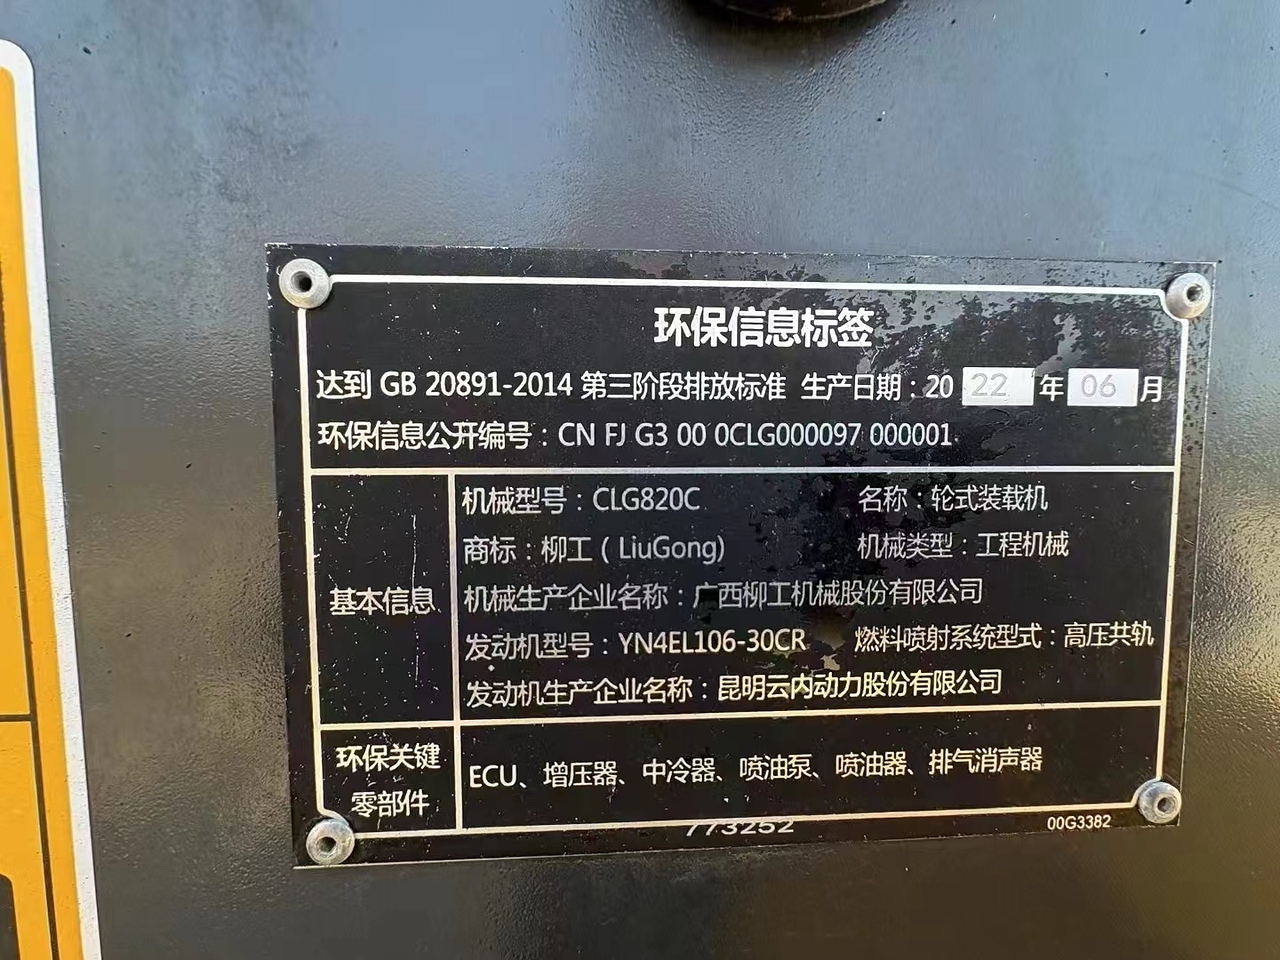 环保信息标签
达到 GB 20891-2014 第三阶段排放标准 生产日期：20 22 年 06 月
环保信息公开编号：CN FJ G3 00 0CLG000097 000001
基本信息
机械型号：CLG820C 名称：轮式装载机
商标：柳工（LiuGong） 机械类型：工程机械
机械生产企业名称：广西柳工机械股份有限公司
发动机型号：YN4EL106-30CR 燃料喷射系统型式：高压共轨
发动机生产企业名称：昆明云内动力股份有限公司
环保关键
零部件
ECU、增压器、中冷器、喷油泵、喷油器、排气消声器
773252
00G3382